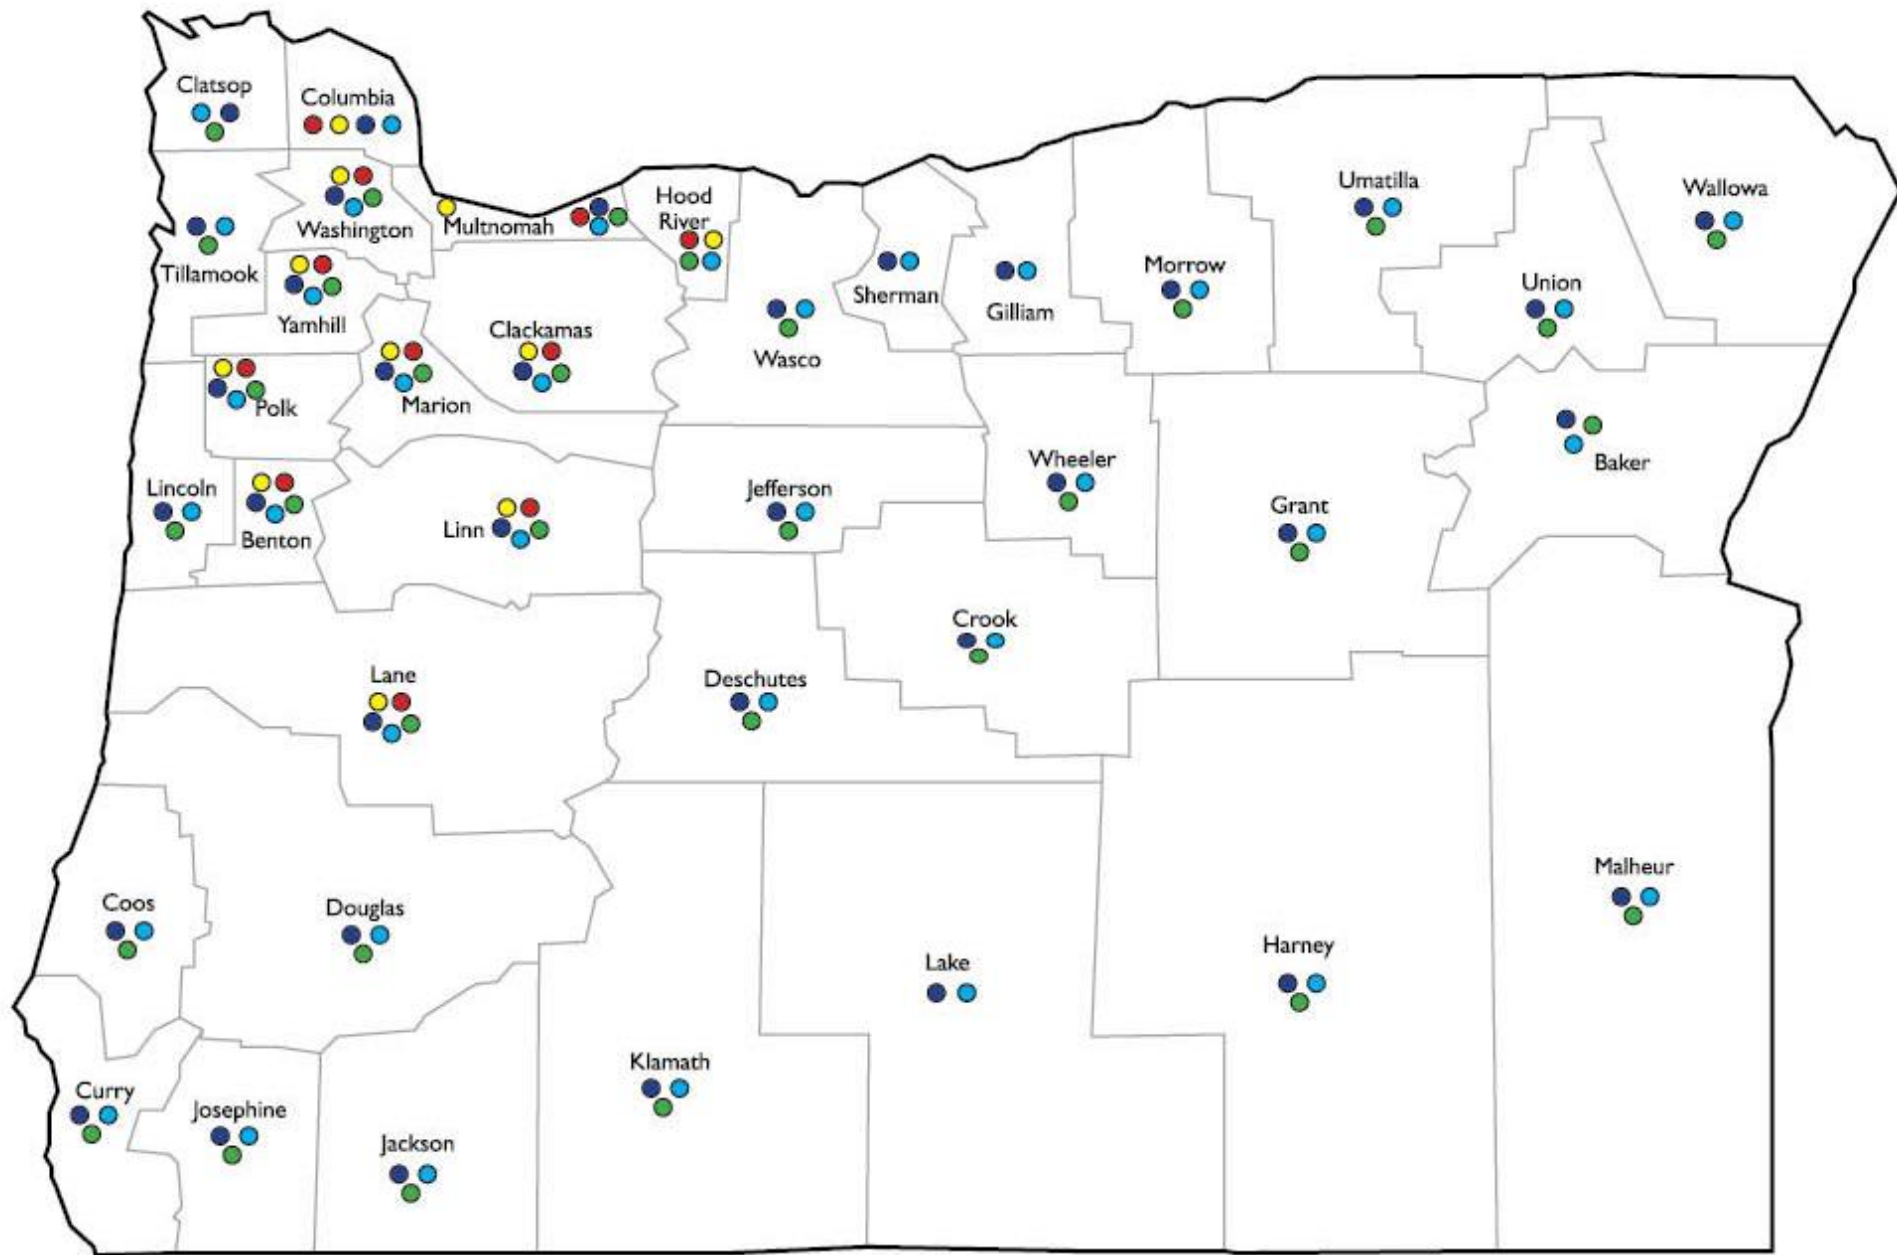 Clatsop
Columbia
Washington
Multnomah
Hood
River
Tillamook
Yamhill
Clackamas
Polk
Marion
Wasco
Sherman
Gilliam
Morrow
Umatilla
Union
Wallowa
Lincoln
Benton
Linn
Jefferson
Wheeler
Grant
Baker
Lane
Deschutes
Crook
Coos
Douglas
Lake
Harney
Malheur
Curry
Josephine
Jackson
Klamath